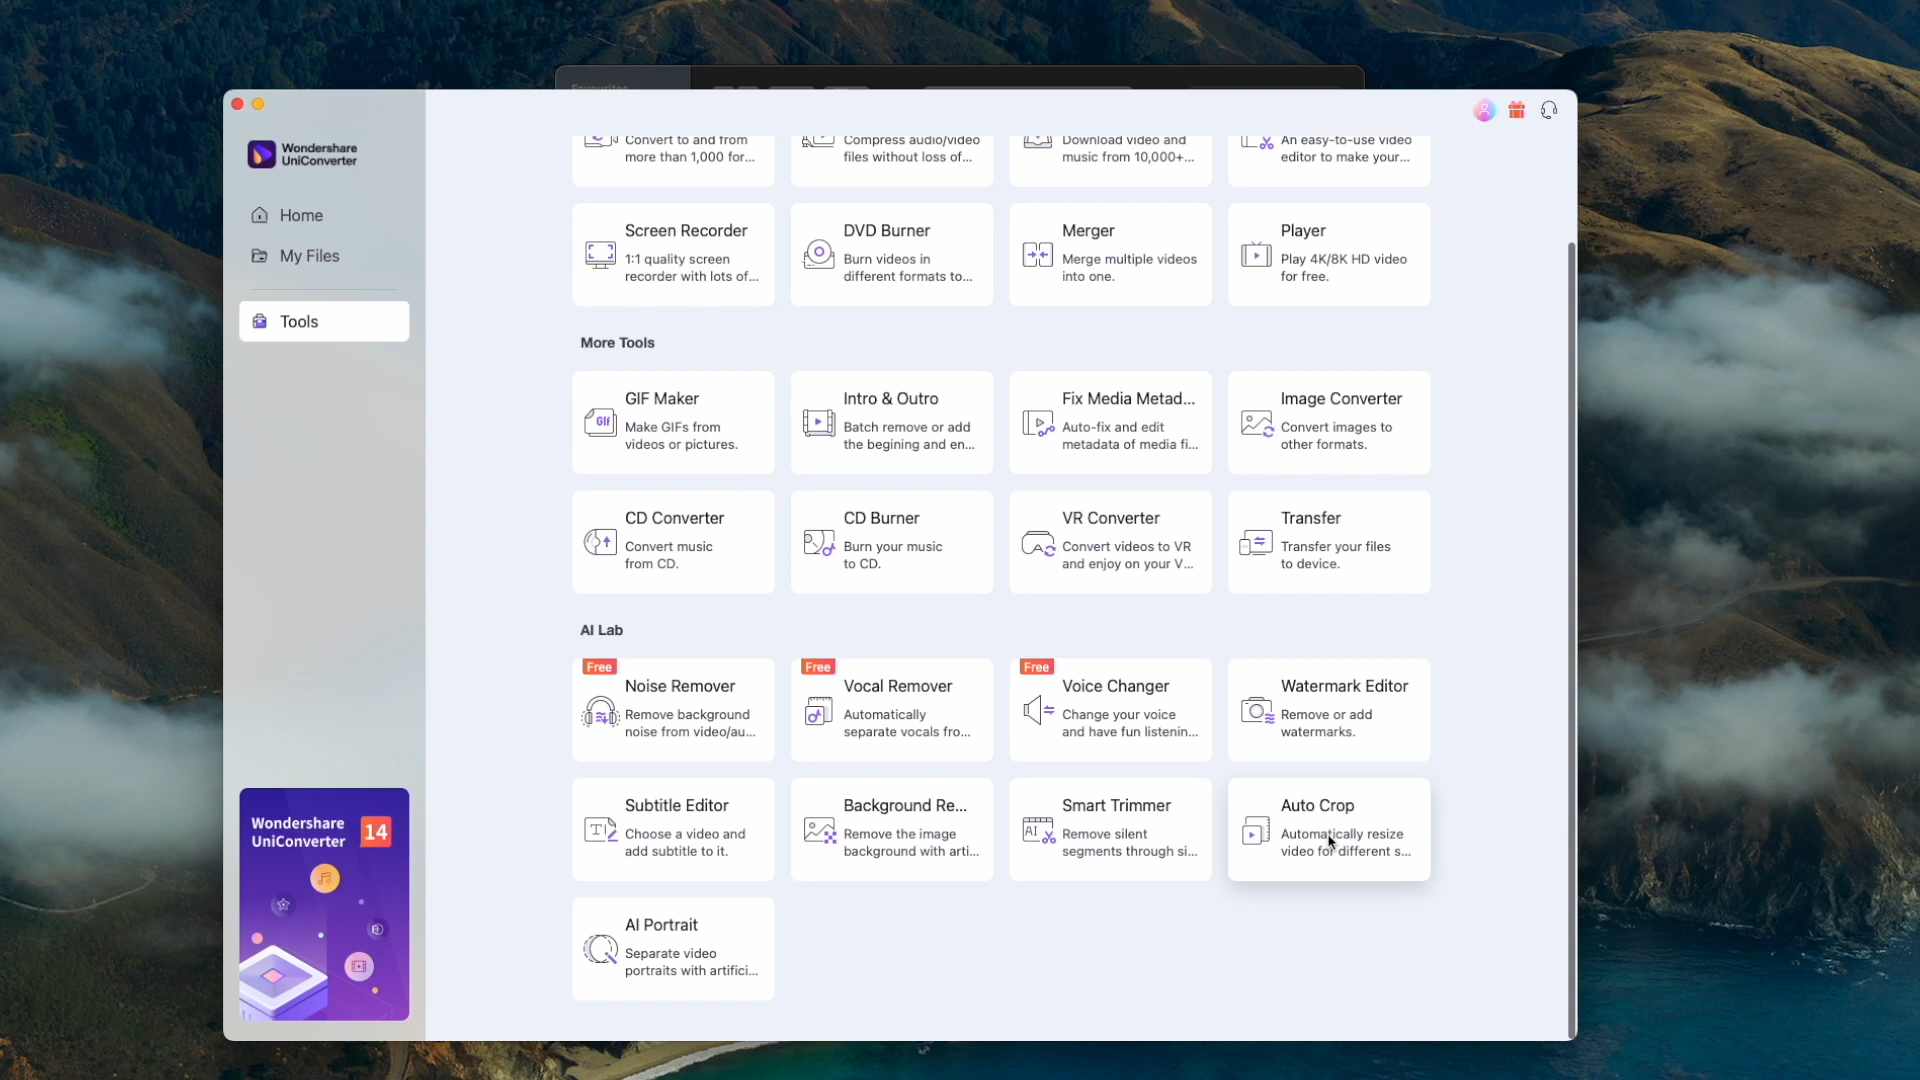 Wondershare
UniConverter
Home
My Files
Tools
Wondershare
UniConverter
14
Convert to and from
more than 1,000 for...
Compress audio/video
files without loss of...
Download video and
music from 10,000+...
An easy-to-use video
editor to make your...
Screen Recorder
1:1 quality screen
recorder with lots of...
DVD Burner
Burn videos in
different formats to...
Merger
Merge multiple videos
into one.
Player
Play 4K/8K HD video
for free.
More Tools
GIF Maker
GIF
Make GIFs from
videos or pictures.
Intro & Outro
Batch remove or add
the begining and en...
Fix Media Metad...
Auto-fix and edit
metadata of media fi...
Image Converter
Convert images to
other formats.
CD Converter
Convert music
from CD.
CD Burner
Burn your music
to CD.
VR Converter
Convert videos to VR
and enjoy on your V...
Transfer
Transfer your files
to device.
AI Lab
Free
Noise Remover
Remove background
noise from video/au...
Free
Vocal Remover
Automatically
separate vocals fro...
Free
Voice Changer
Change your voice
and have fun listenin...
Watermark Editor
Remove or add
watermarks.
Subtitle Editor
T
Choose a video and
add subtitle to it.
Background Re...
Remove the image
background with arti...
Smart Trimmer
AI
Remove silent
segments through si...
Auto Crop
Automatically resize
video for different s...
AI Portrait
Separate video
portraits with artifici...